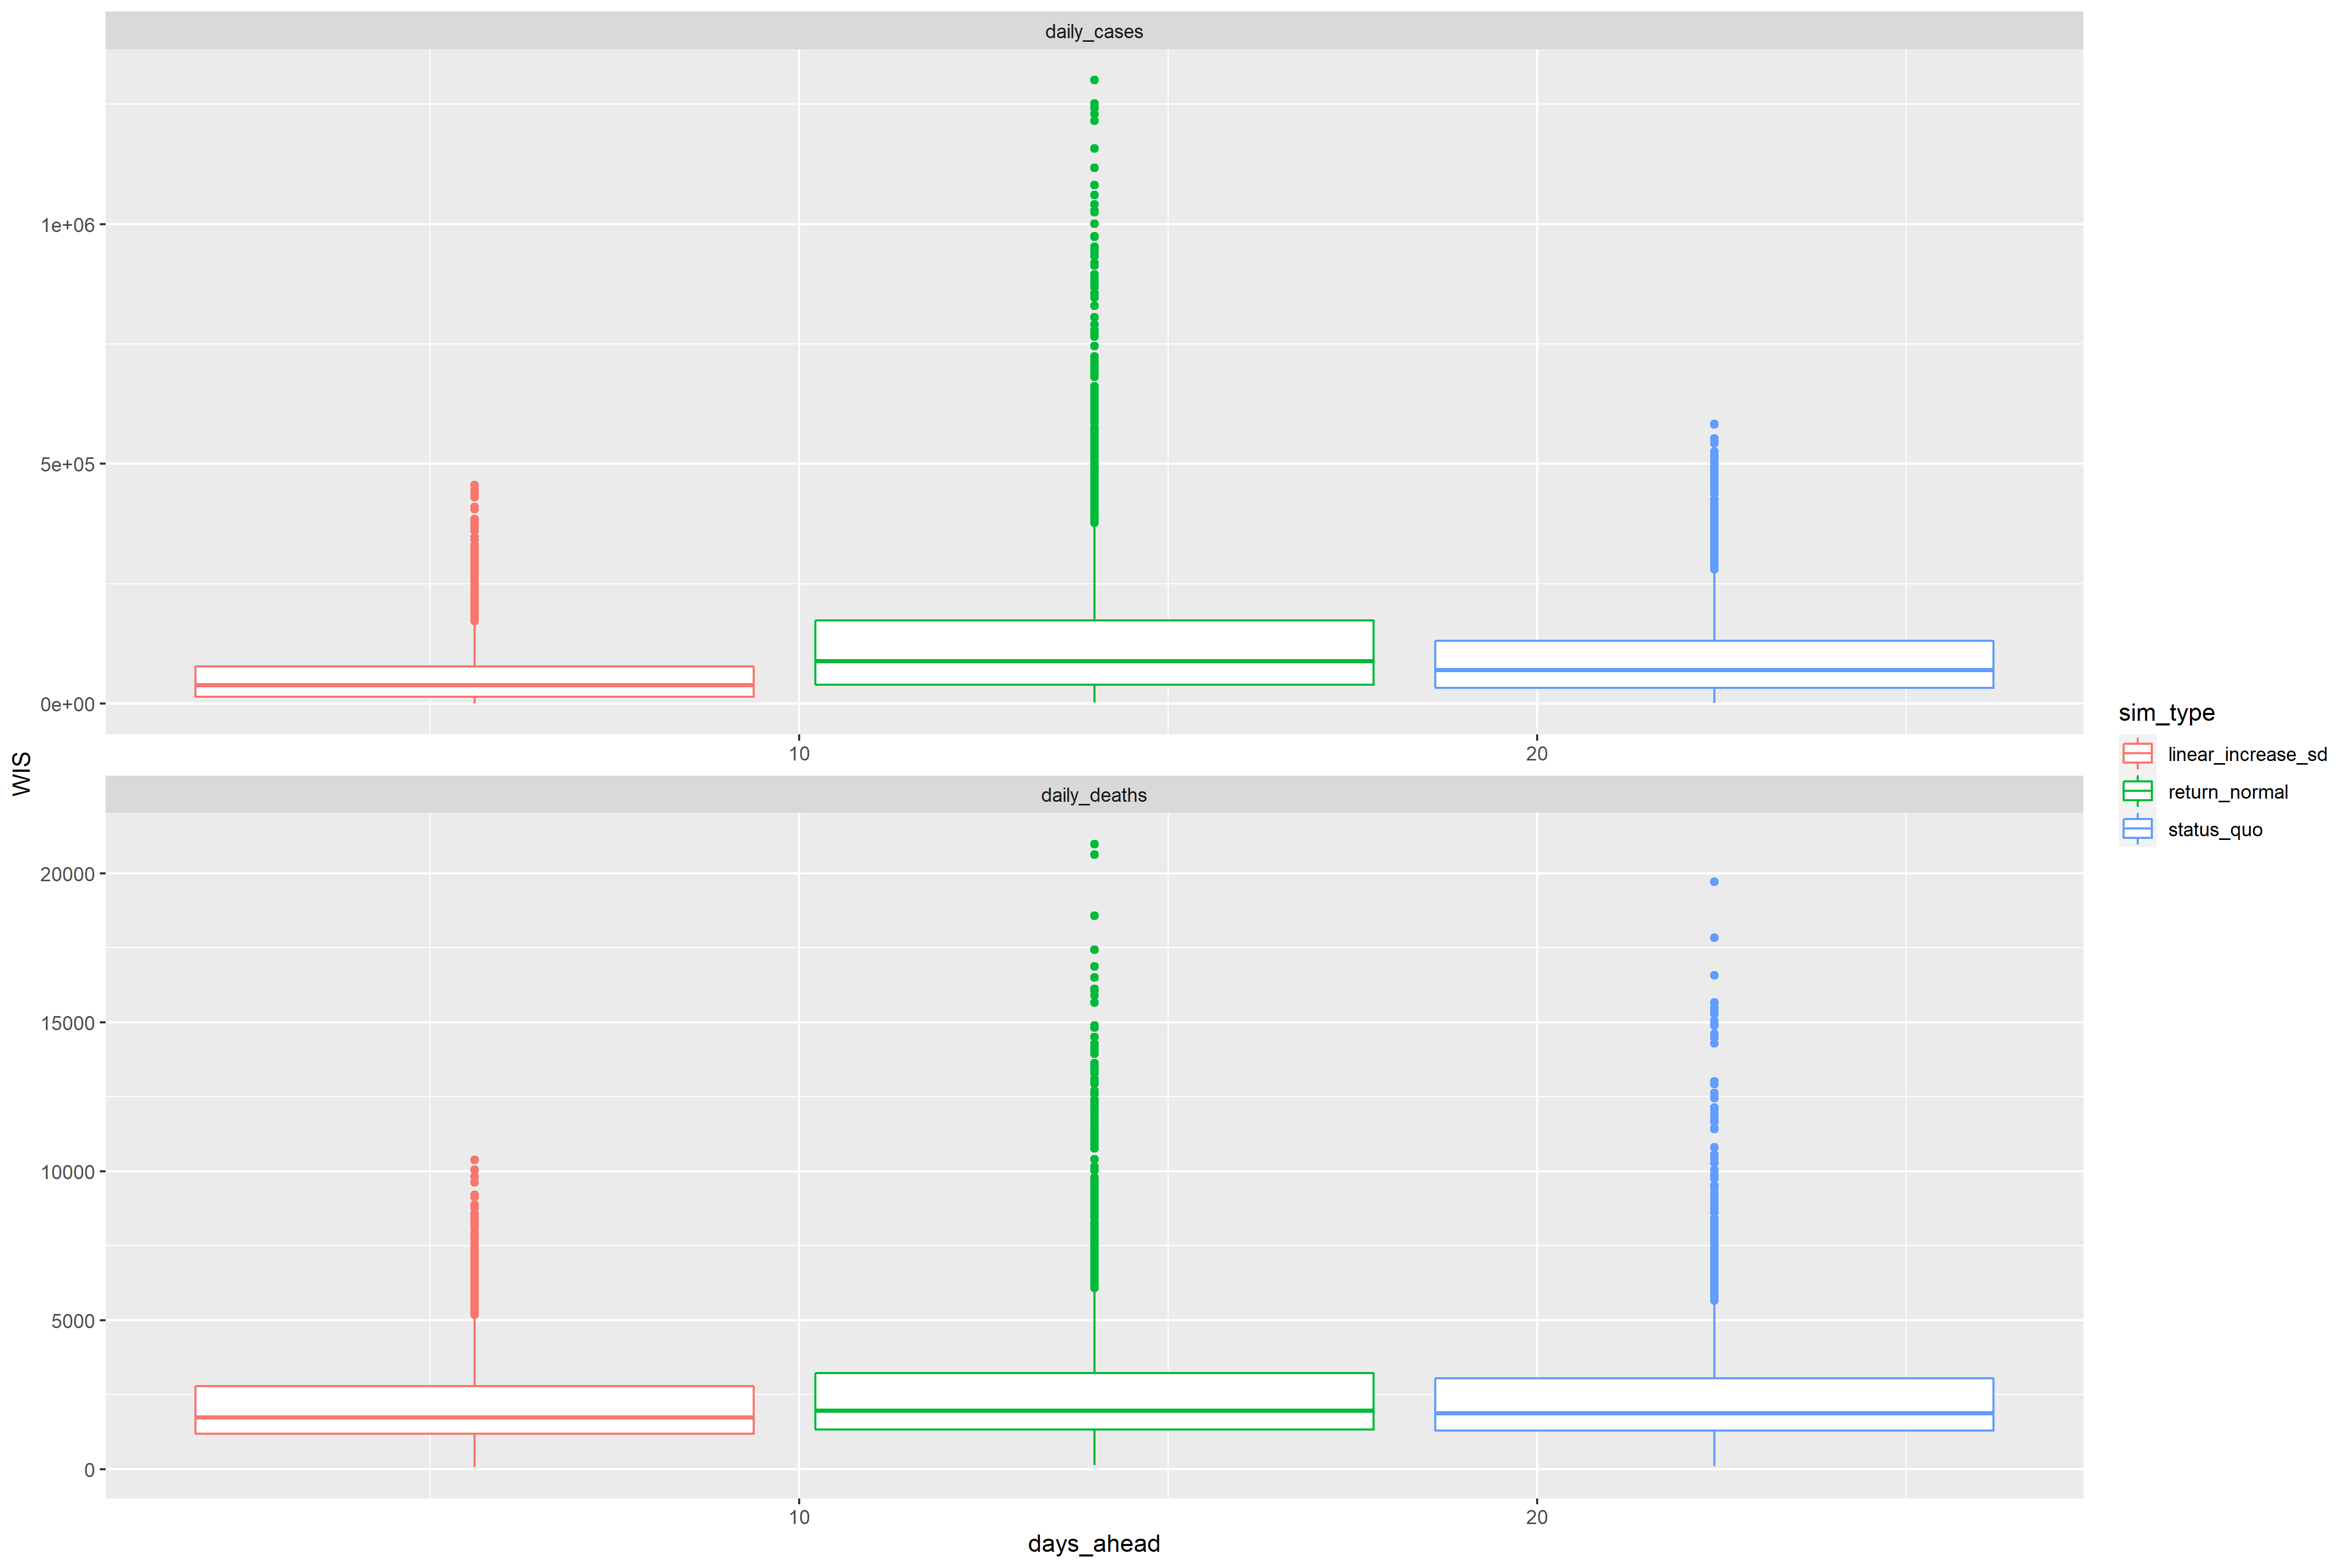 daily_cases
1e+06
5e+05
0e+00
10
20
WIS
daily_deaths
20000
15000
10000
5000
0
10
20
days_ahead
sim_type
linear_increase_sd
return_normal
status_quo